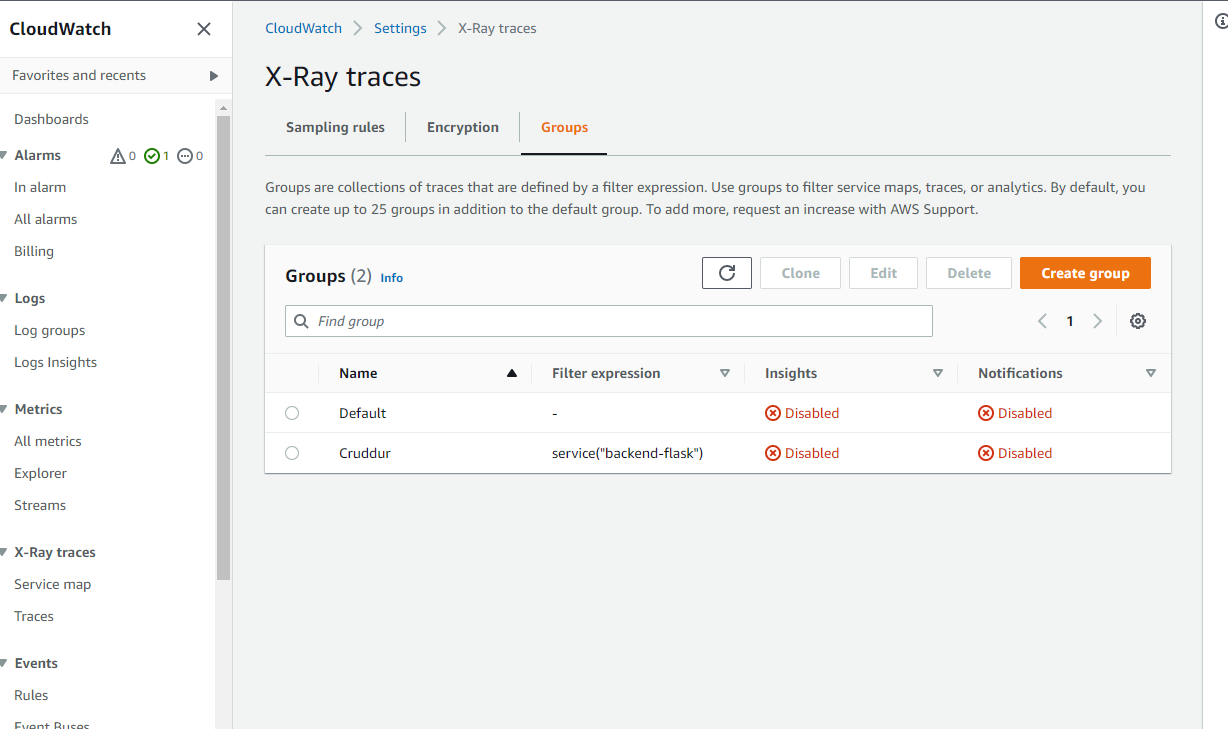 CloudWatch
Favorites and recents
Dashboards
Alarms 0 1 0
In alarm
All alarms
Billing
Logs
Log groups
Logs Insights
Metrics
All metrics
Explorer
Streams
X-Ray traces
Service map
Traces
Events
Rules
Event Buses
CloudWatch Settings X-Ray traces
X-Ray traces
Sampling rules Encryption Groups
Groups are collections of traces that are defined by a filter expression. Use groups to filter service maps, traces, or analytics. By default, you
can create up to 25 groups in addition to the default group. To add more, request an increase with AWS Support.
Groups (2) Info Clone Edit Delete Create group
Find group 1
Name Filter expression Insights Notifications
Default - Disabled Disabled
Cruddur service("backend-flask") Disabled Disabled